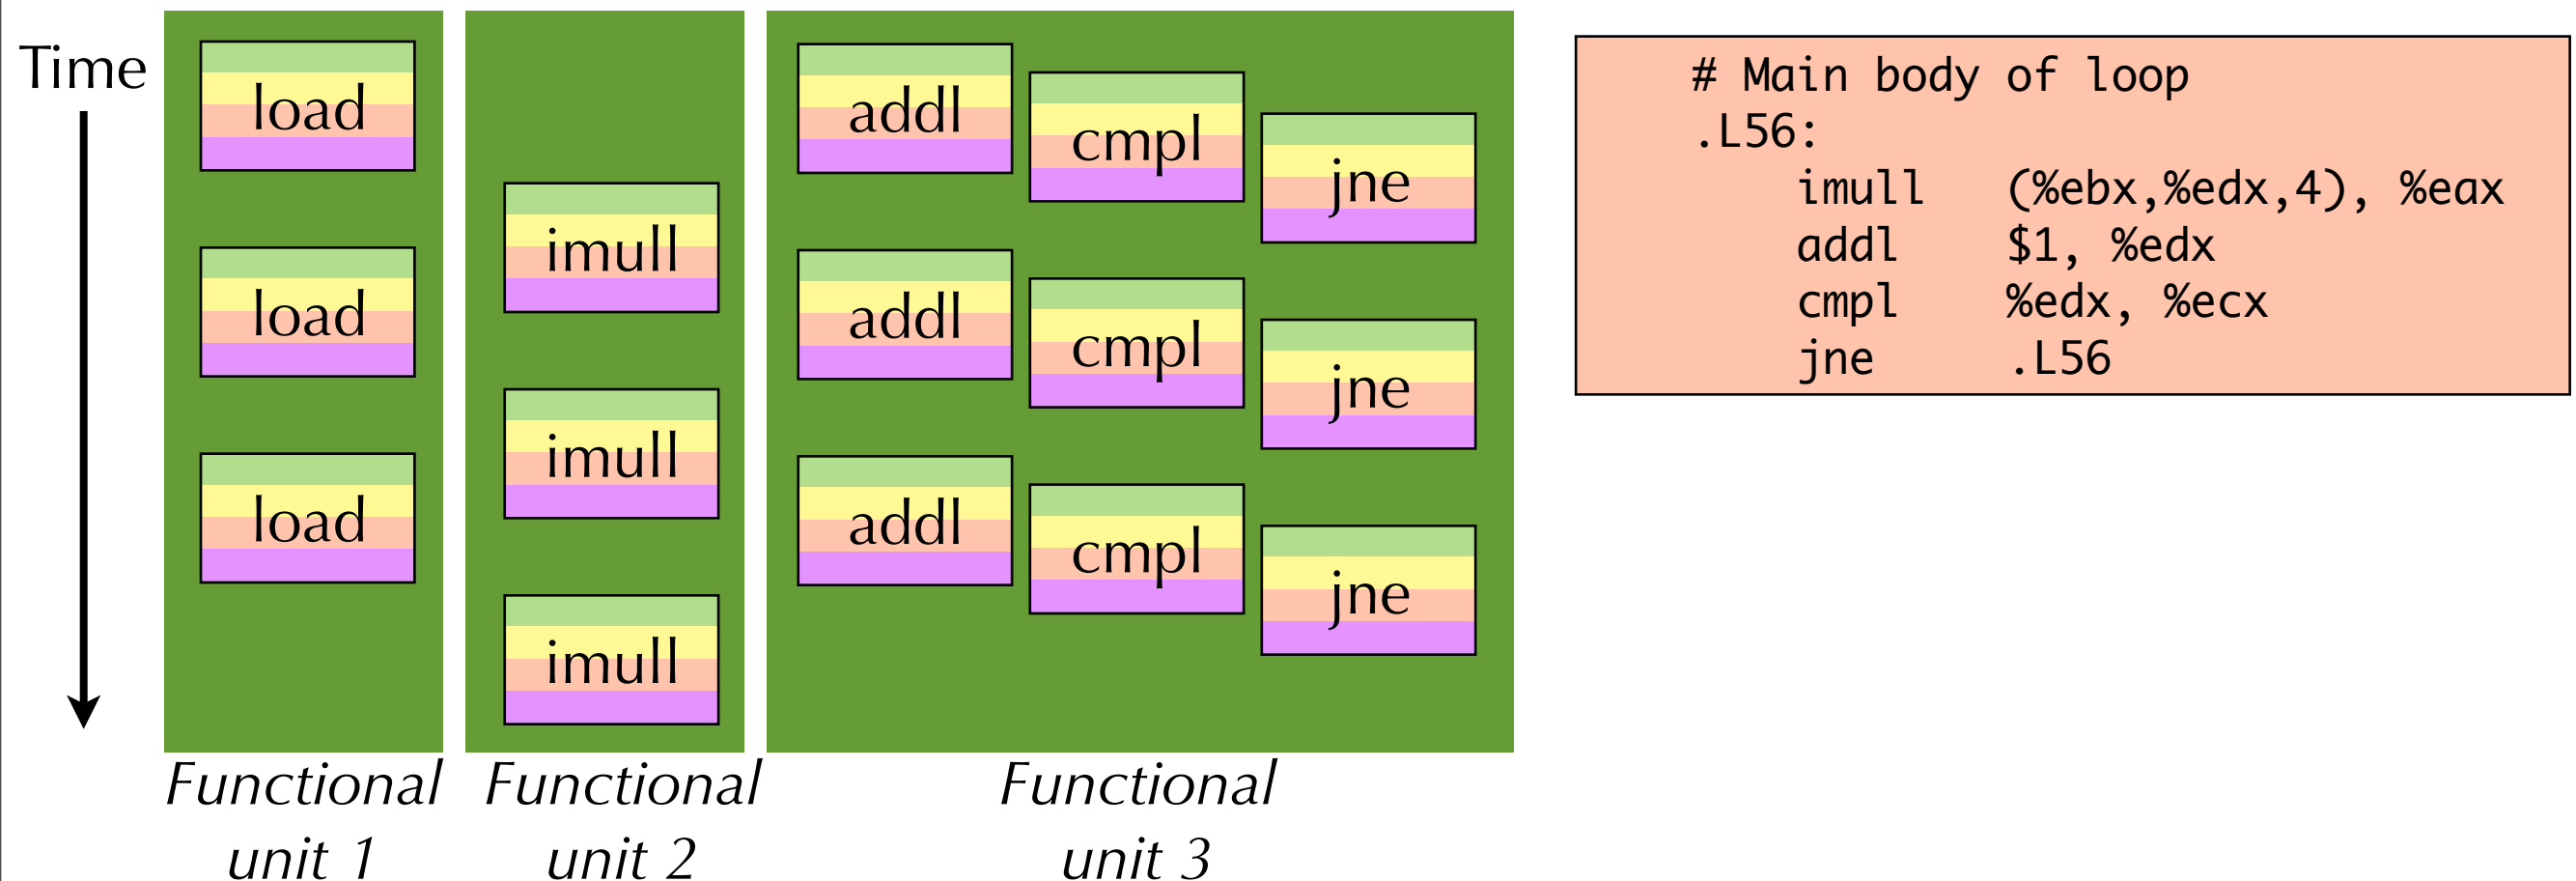 Time
load
load
load
imull
imull
imull
addl
cmpl
jne
addl
cmpl
jne
addl
cmpl
jne
Functional
unit 1
Functional
unit 2
Functional
unit 3
# Main body of loop
.L56:
imull (%ebx,%edx,4), %eax
addl $1, %edx
cmpl %edx, %ecx
jne .L56